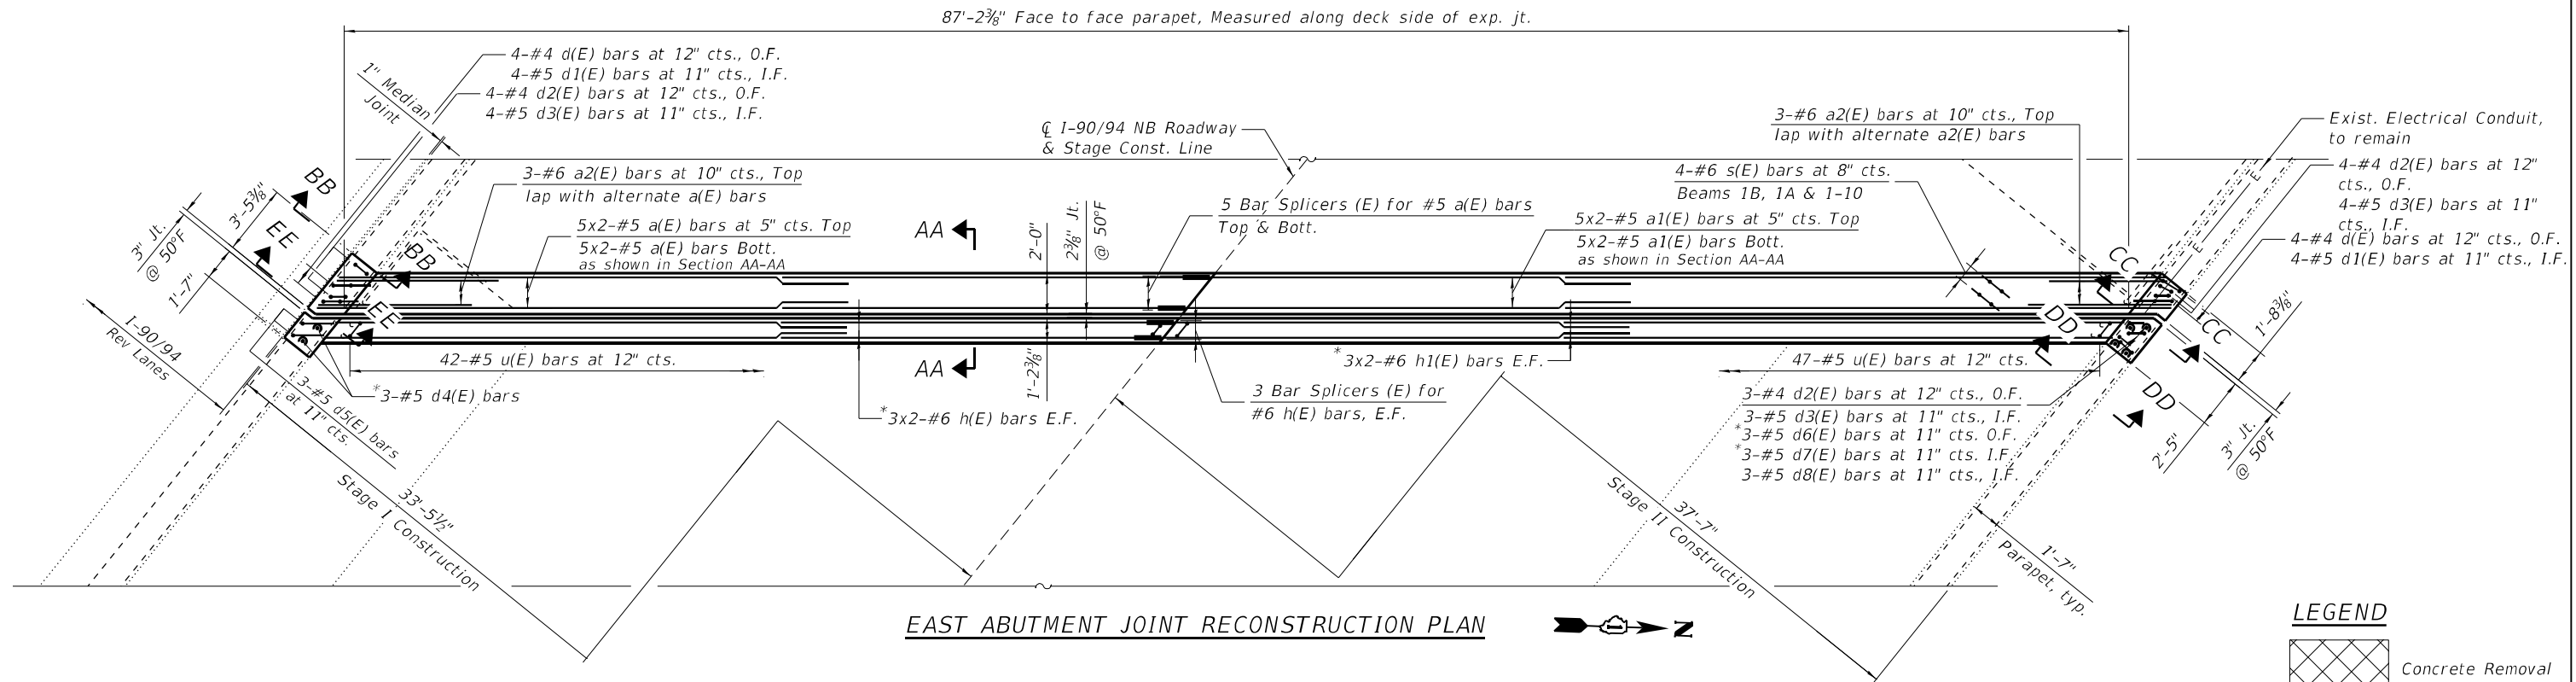 87'-2⅜" Face to face parapet, Measured along deck side of exp. jt.
4-#4 d(E) bars at 12" cts., O.F.
4-#5 d1(E) bars at 11" cts., I.F.
4-#4 d2(E) bars at 12" cts., O.F.
4-#5 d3(E) bars at 11" cts., I.F.
1" Median
Joint
℄ I-90/94 NB Roadway
& Stage Const. Line
3-#6 a2(E) bars at 10" cts., Top
lap with alternate a2(E) bars
Exist. Electrical Conduit,
to remain
4-#4 d2(E) bars at 12"
cts., O.F.
4-#5 d3(E) bars at 11"
cts., I.F.
4-#4 d(E) bars at 12" cts., O.F.
4-#5 d1(E) bars at 11" cts., I.F.
3-#6 a2(E) bars at 10" cts., Top
lap with alternate a(E) bars
5x2-#5 a(E) bars at 5" cts. Top
5x2-#5 a(E) bars Bott.
as shown in Section AA-AA
4-#6 s(E) bars at 8" cts.
Beams 1B, 1A & 1-10
5 Bar Splicers (E) for #5 a(E) bars
Top & Bott.
5x2-#5 a1(E) bars at 5" cts. Top
5x2-#5 a1(E) bars Bott.
as shown in Section AA-AA
BB
EE
BB
EE
3'-5⅜"
3" Jt.
@ 50°F
1'-7"
I-90/94
Rev Lanes
AA
2'-0"
2⅜" Jt.
@ 50°F
CC
DD
CC
1'-8⅜"
E
E
42-#5 u(E) bars at 12" cts.
AA
1'-2⅞"
*3x2-#6 h1(E) bars E.F.
47-#5 u(E) bars at 12" cts.
*3-#5 d4(E) bars
3-#5 d5(E) bars
at 11" cts.
*3x2-#6 h(E) bars E.F.
3 Bar Splicers (E) for
#6 h(E) bars, E.F.
3-#4 d2(E) bars at 12" cts., O.F.
3-#5 d3(E) bars at 11" cts., I.F.
*3-#5 d6(E) bars at 11" cts. O.F.
*3-#5 d7(E) bars at 11" cts. I.F.
3-#5 d8(E) bars at 11" cts., I.F.
DD
2'-5"
3" Jt.
@ 50°F
33'-5½"
Stage I Construction
37'-7"
Stage II Construction
1'-7"
Parapet, typ.
EAST ABUTMENT JOINT RECONSTRUCTION PLAN
N
LEGEND
Concrete Removal